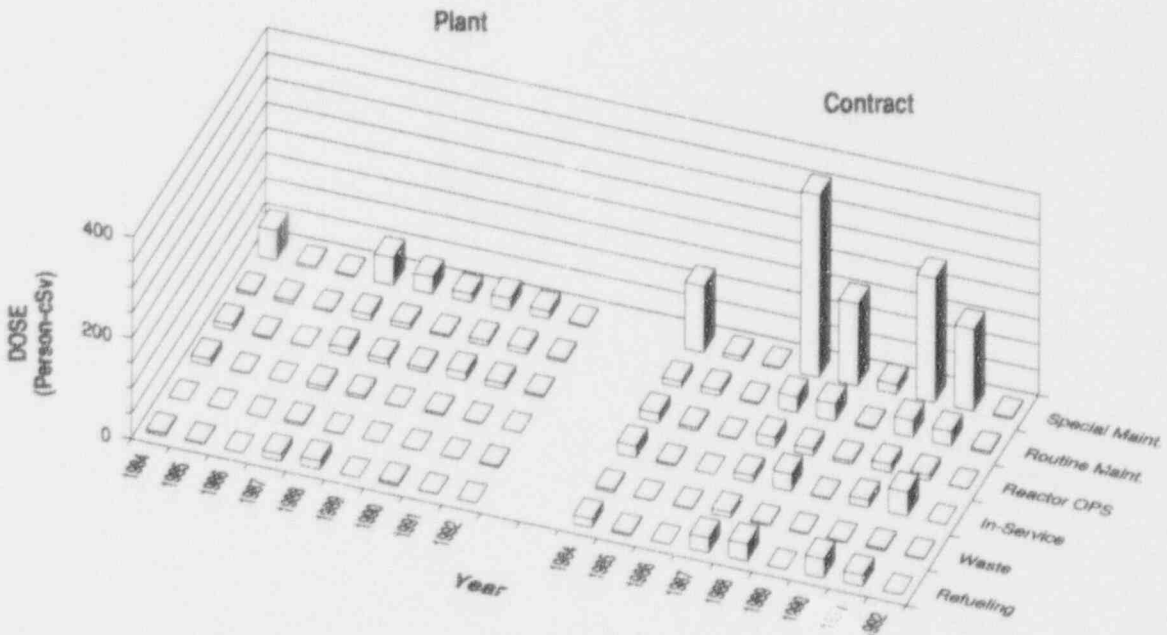 Plant
Contract
DOSE
(Person-cSv)
400
200
0
1984
1985
1986
1987
1988
1989
1990
1991
1992
Year
1984
1985
1986
1987
1988
1989
1990
Special Maint.
Routine Maint.
Reactor OPS
In-Service
Waste
Refueling